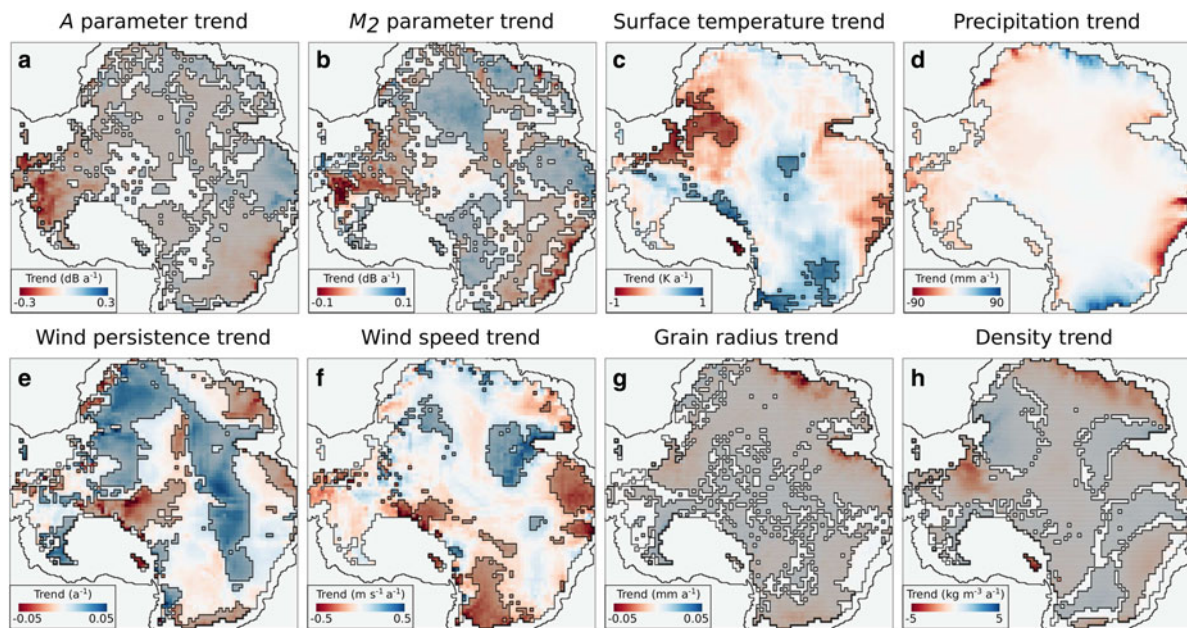 A parameter trend
M2 parameter trend
Surface temperature trend
Precipitation trend
a
b
c
d
Trend (dB a⁻¹)
-0.3 0.3
Trend (dB a⁻¹)
-0.1 0.1
Trend (K a⁻¹)
-1 1
Trend (mm a⁻¹)
-90 90
Wind persistence trend
Wind speed trend
Grain radius trend
Density trend
e
f
g
h
Trend (a⁻¹)
-0.05 0.05
Trend (m s⁻¹ a⁻¹)
-0.5 0.5
Trend (mm a⁻¹)
-0.05 0.05
Trend (kg m⁻³ a⁻¹)
-5 5